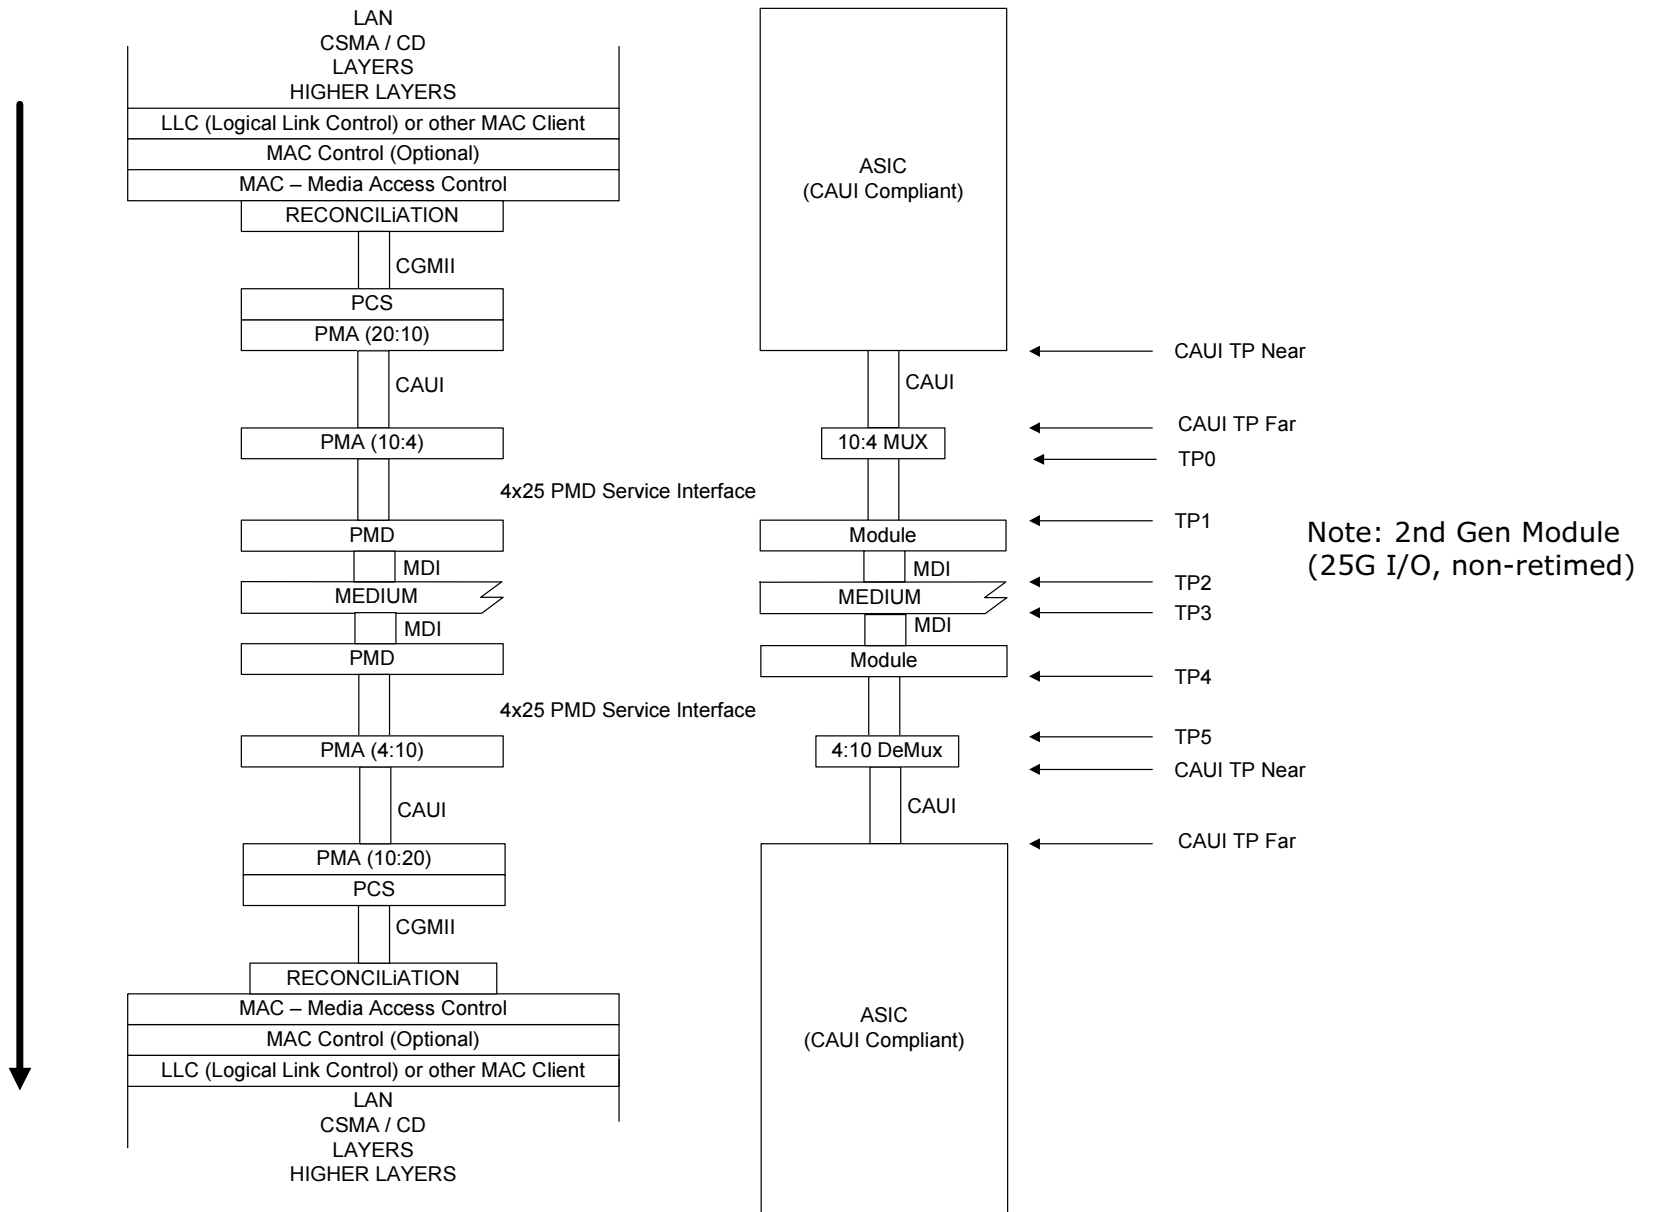 LAN
CSMA / CD
LAYERS
HIGHER LAYERS
LLC (Logical Link Control) or other MAC Client
MAC Control (Optional)
MAC – Media Access Control
RECONCILiATION
CGMII
PCS
PMA (20:10)
CAUI
PMA (10:4)
4x25 PMD Service Interface
PMD
MDI
MEDIUM
MDI
PMD
4x25 PMD Service Interface
PMA (4:10)
CAUI
PMA (10:20)
PCS
CGMII
RECONCILiATION
MAC – Media Access Control
MAC Control (Optional)
LLC (Logical Link Control) or other MAC Client
LAN
CSMA / CD
LAYERS
HIGHER LAYERS
ASIC
(CAUI Compliant)
CAUI
10:4 MUX
Module
MDI
MEDIUM
MDI
Module
4:10 DeMux
CAUI
ASIC
(CAUI Compliant)
CAUI TP Near
CAUI TP Far
TP0
TP1
TP2
TP3
TP4
TP5
CAUI TP Near
CAUI TP Far
Note: 2nd Gen Module
(25G I/O, non-retimed)